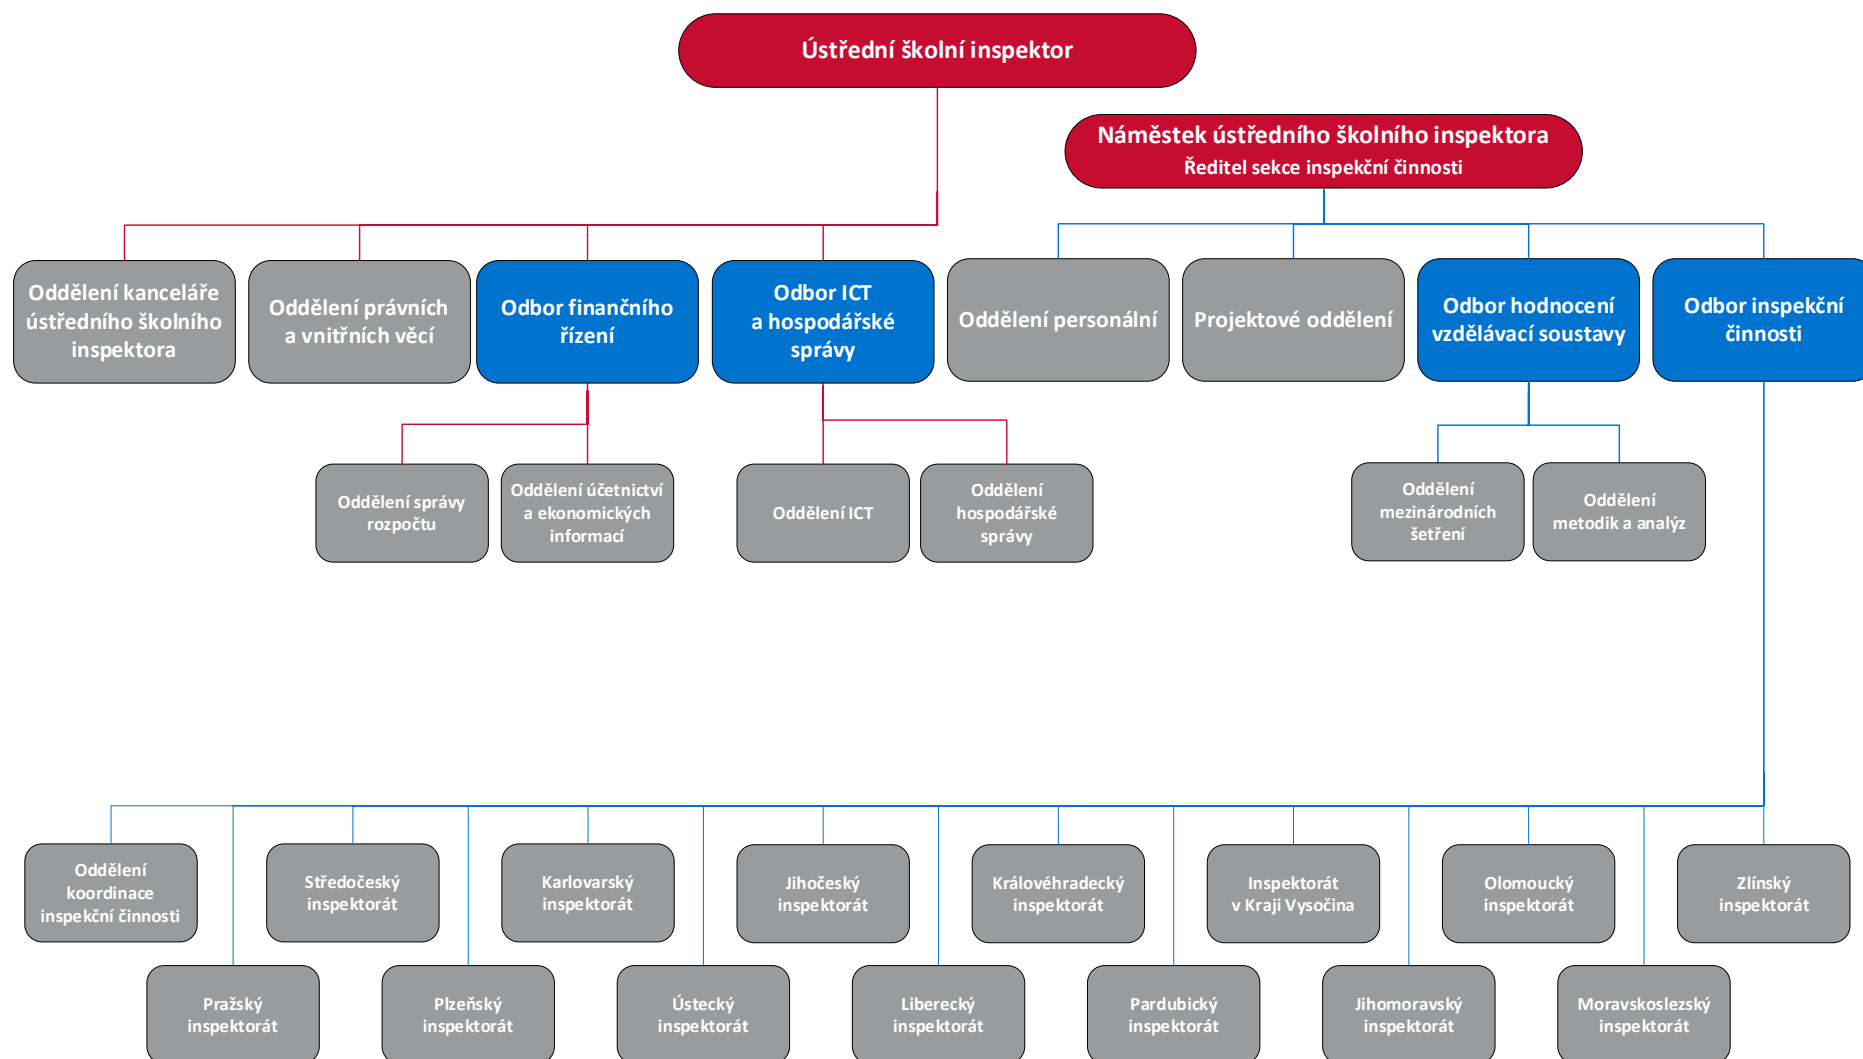 Ústřední školní inspektor
Náměstek ústředního školního inspektora
Ředitel sekce inspekční činnosti
Oddělení kanceláře
ústředního školního
inspektora
Oddělení právních
a vnitřních věcí
Odbor finančního
řízení
Odbor ICT
a hospodářské
správy
Oddělení personální
Projektové oddělení
Odbor hodnocení
vzdělávací soustavy
Odbor inspekční
činnosti
Oddělení správy
rozpočtu
Oddělení účetnictví
a ekonomických
informací
Oddělení ICT
Oddělení
hospodářské
správy
Oddělení
mezinárodních
šetření
Oddělení
metodik a analýz
Oddělení
koordinace
inspekční činnosti
Středočeský
inspektorát
Karlovarský
inspektorát
Jihočeský
inspektorát
Královéhradecký
inspektorát
Inspektorát
v Kraji Vysočina
Olomoucký
inspektorát
Zlínský
inspektorát
Pražský
inspektorát
Plzeňský
inspektorát
Ústecký
inspektorát
Liberecký
inspektorát
Pardubický
inspektorát
Jihomoravský
inspektorát
Moravskoslezský
inspektorát